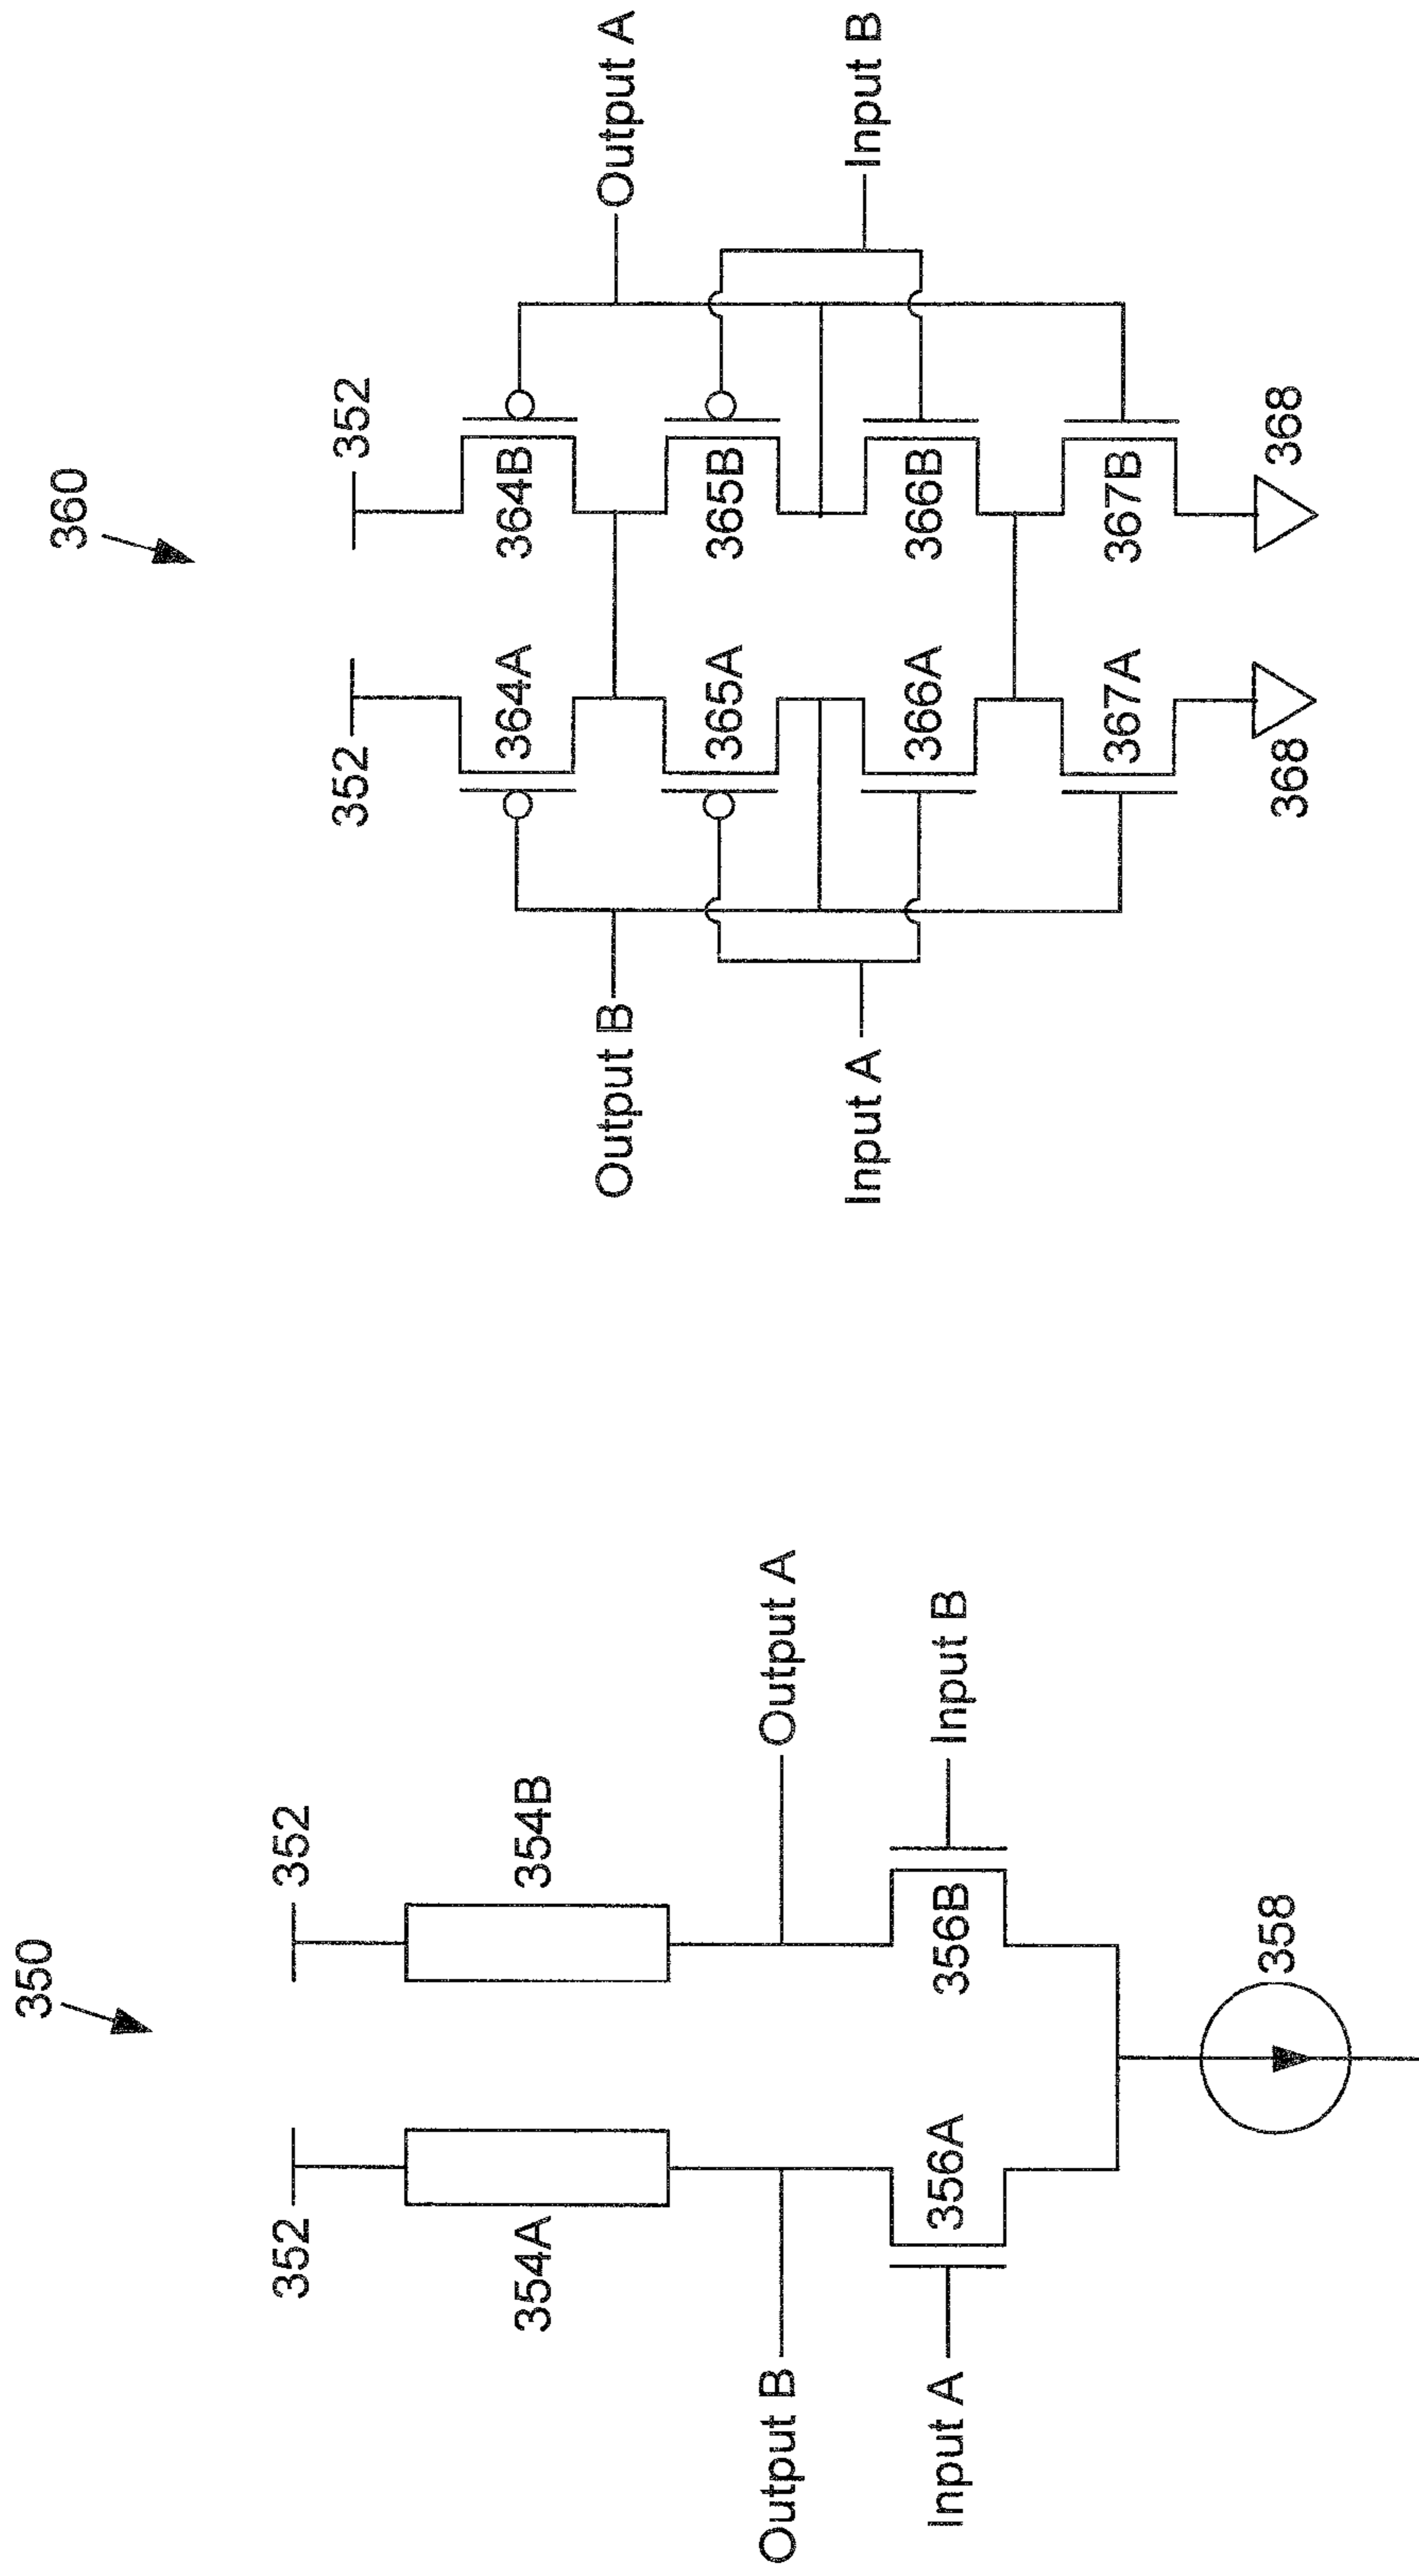 350
352
352
354A
354B
Output B
Output A
Input A
356A
356B
Input B
358
360
352
352
364A
364B
Output B
Output A
365A
365B
Input A
Input B
366A
366B
367A
367B
368
368